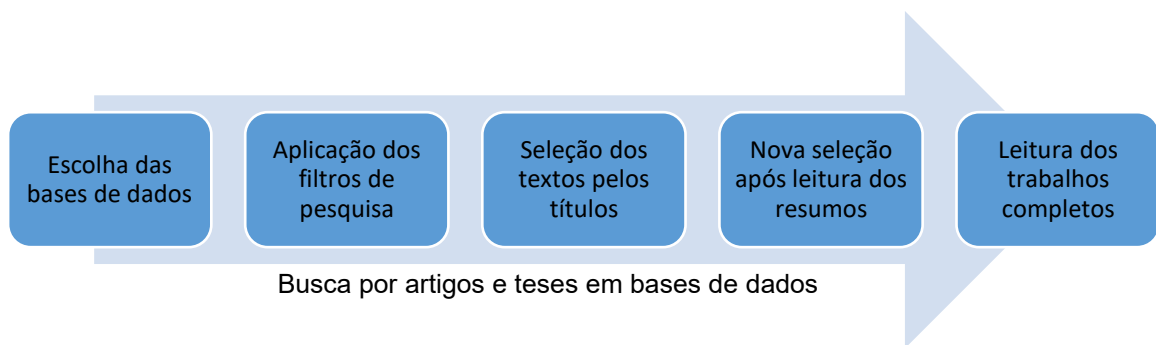 Escolha das
bases de dados
Aplicação dos
filtros de
pesquisa
Seleção dos
textos pelos
títulos
Nova seleção
após leitura dos
resumos
Leitura dos
trabalhos
completos
Busca por artigos e teses em bases de dados